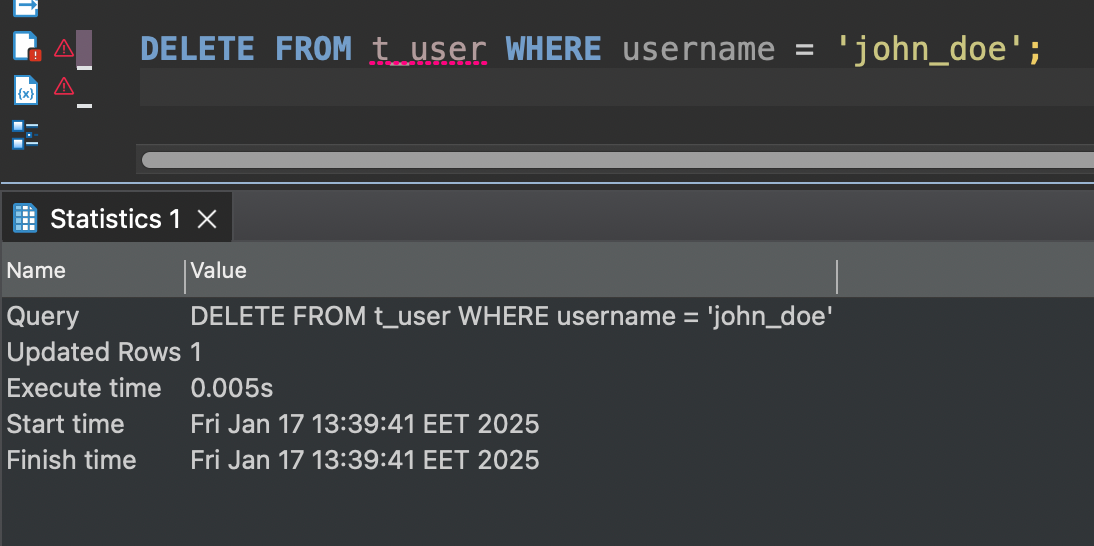 DELETE FROM t_user WHERE username = 'john_doe';
Statistics 1
Name Value
Query DELETE FROM t_user WHERE username = 'john_doe'
Updated Rows 1
Execute time 0.005s
Start time Fri Jan 17 13:39:41 EET 2025
Finish time Fri Jan 17 13:39:41 EET 2025